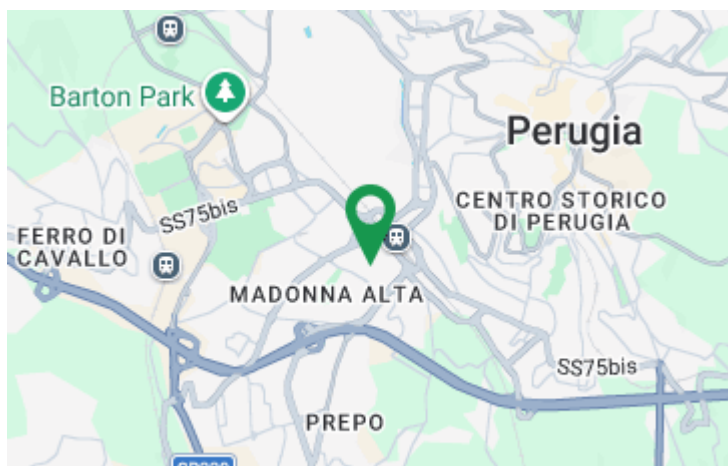 Barton Park
Perugia
SS75bis
CENTRO STORICO
DI PERUGIA
FERRO DI
CAVALLO
MADONNA ALTA
SS75bis
PREPO